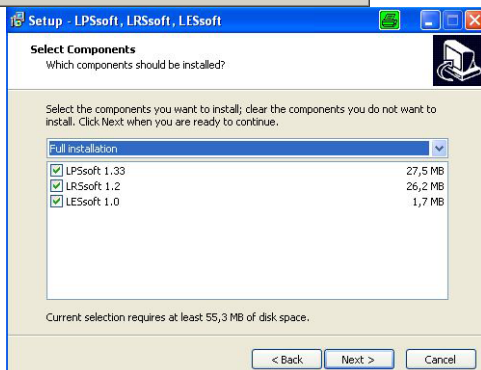 Setup - LPSsoft, LRSsoft, LESsoft
Select Components
Which components should be installed?
Select the components you want to install; clear the components you do not want to
install. Click Next when you are ready to continue.
Full installation
LPSsoft 1.33 27,5 MB
LRSsoft 1.2 26,2 MB
LESsoft 1.0 1,7 MB
Current selection requires at least 55,3 MB of disk space.
< Back Next > Cancel